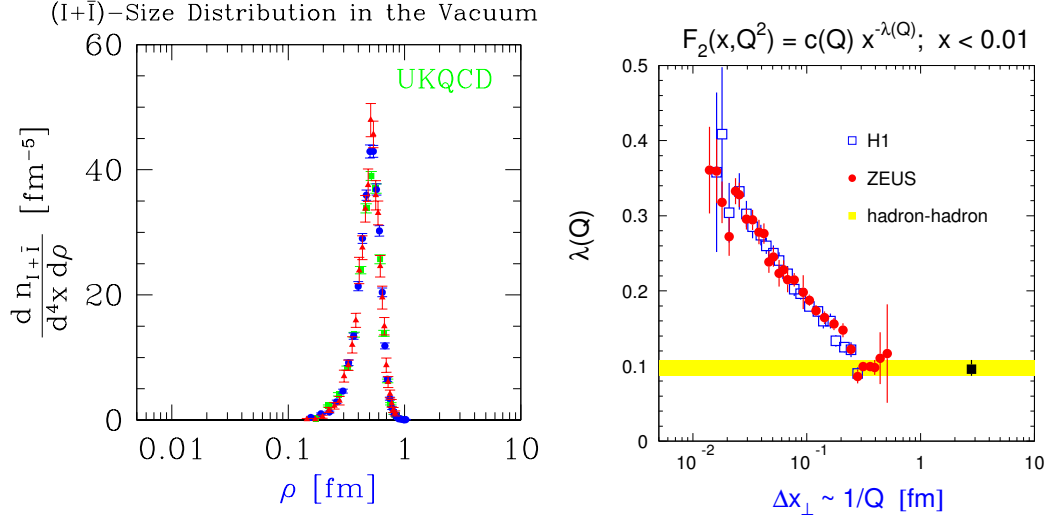 (I+Ī)-Size Distribution in the Vacuum
60
40
20
0
UKQCD
d n_{I+Ī} / d⁴x dρ [fm⁻⁵]
0.01 0.1 1 10
ρ [fm]
F₂(x,Q²) = c(Q) x^{-λ(Q)}; x < 0.01
0.5
0.4
0.3
0.2
0.1
0
λ(Q)
H1
ZEUS
hadron-hadron
10⁻² 10⁻¹ 1 10
Δx⊥ ~ 1/Q [fm]